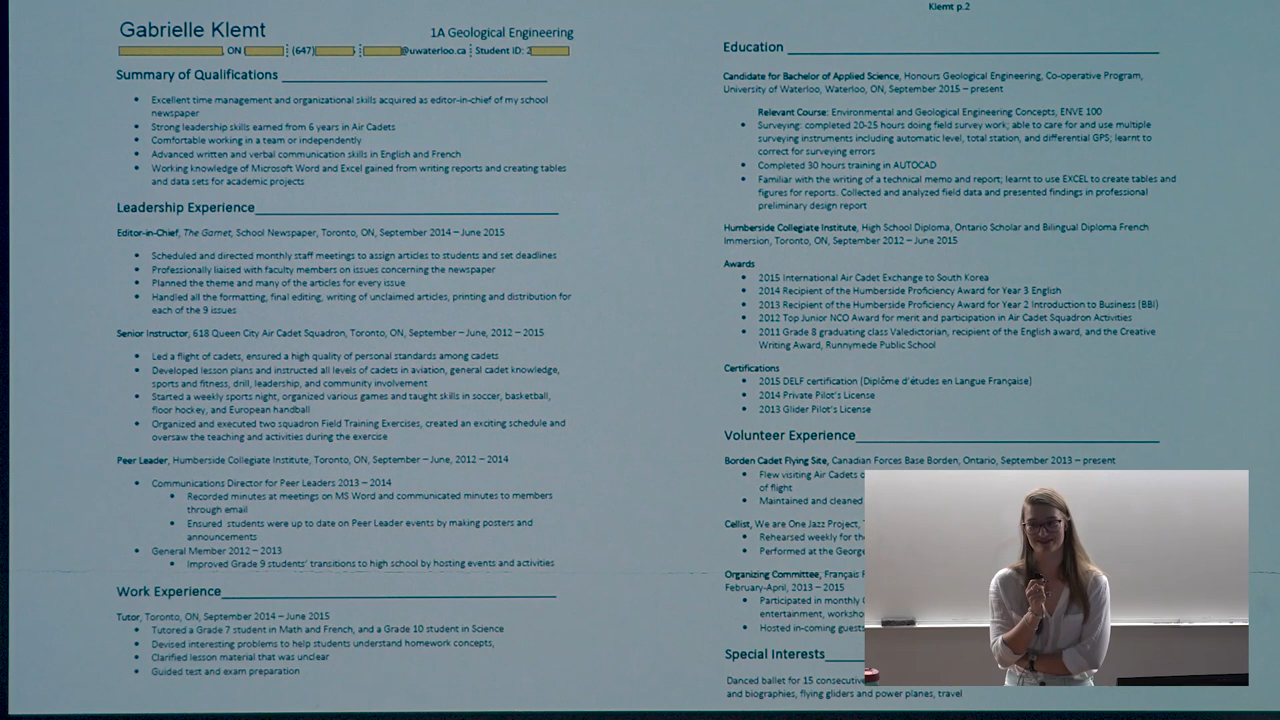 Gabrielle Klemt
1A Geological Engineering
, ON (647) @uwaterloo.ca Student ID: 2
Summary of Qualifications
• Excellent time management and organizational skills acquired as editor-in-chief of my school
newspaper
• Strong leadership skills earned from 6 years in Air Cadets
• Comfortable working in a team or independently
• Advanced written and verbal communication skills in English and French
• Working knowledge of Microsoft Word and Excel gained from writing reports and creating tables
and data sets for academic projects
Leadership Experience
Editor-in-Chief, The Garnet, School Newspaper, Toronto, ON, September 2014 – June 2015
• Scheduled and directed monthly staff meetings to assign articles to students and set deadlines
• Professionally liaised with faculty members on issues concerning the newspaper
• Planned the theme and many of the articles for every issue
• Handled all the formatting, final editing, writing of unclaimed articles, printing and distribution for
each of the 9 issues
Senior Instructor, 618 Queen City Air Cadet Squadron, Toronto, ON, September – June, 2012 – 2015
• Led a flight of cadets, ensured a high quality of personal standards among cadets
• Developed lesson plans and instructed all levels of cadets in aviation, general cadet knowledge,
sports and fitness, drill, leadership, and community involvement
• Started a weekly sports night, organized various games and taught skills in soccer, basketball,
floor hockey, and European handball
• Organized and executed two squadron Field Training Exercises, created an exciting schedule and
oversaw the teaching and activities during the exercise
Peer Leader, Humberside Collegiate Institute, Toronto, ON, September – June, 2012 – 2014
• Communications Director for Peer Leaders 2013 – 2014
• Recorded minutes at meetings on MS Word and communicated minutes to members
through email
• Ensured students were up to date on Peer Leader events by making posters and
announcements
• General Member 2012 – 2013
• Improved Grade 9 students' transitions to high school by hosting events and activities
Work Experience
Tutor, Toronto, ON, September 2014 – June 2015
• Tutored a Grade 7 student in Math and French, and a Grade 10 student in Science
• Devised interesting problems to help students understand homework concepts,
• Clarified lesson material that was unclear
• Guided test and exam preparation
Klemt p.2
Education
Candidate for Bachelor of Applied Science, Honours Geological Engineering, Co-operative Program,
University of Waterloo, Waterloo, ON, September 2015 – present
Relevant Course: Environmental and Geological Engineering Concepts, ENVE 100
• Surveying: completed 20-25 hours doing field survey work; able to care for and use multiple
surveying instruments including automatic level, total station, and differential GPS; learnt to
correct for surveying errors
• Completed 30 hours training in AUTOCAD
• Familiar with the writing of a technical memo and report; learnt to use EXCEL to create tables and
figures for reports. Collected and analyzed field data and presented findings in professional
preliminary design report
Humberside Collegiate Institute, High School Diploma, Ontario Scholar and Bilingual Diploma French
Immersion, Toronto, ON, September 2012 – June 2015
Awards
• 2015 International Air Cadet Exchange to South Korea
• 2014 Recipient of the Humberside Proficiency Award for Year 3 English
• 2013 Recipient of the Humberside Proficiency Award for Year 2 Introduction to Business (BBI)
• 2012 Top Junior NCO Award for merit and participation in Air Cadet Squadron Activities
• 2011 Grade 8 graduating class Valedictorian, recipient of the English award, and the Creative
Writing Award, Runnymede Public School
Certifications
• 2015 DELF certification (Diplôme d'études en Langue Française)
• 2014 Private Pilot's License
• 2013 Glider Pilot's License
Volunteer Experience
Borden Cadet Flying Site, Canadian Forces Base Borden, Ontario, September 2013 – present
• Flew visiting Air Cadets
of flight
• Maintained and cleaned
Cellist, We are One Jazz Project,
• Rehearsed weekly for the
• Performed at the George
Organizing Committee, Français
February-April, 2013 – 2015
• Participated in monthly
entertainment,
• Hosted in-coming guests
Special Interests
Danced ballet for 15 consecutive
and biographies, flying gliders and power planes, travel